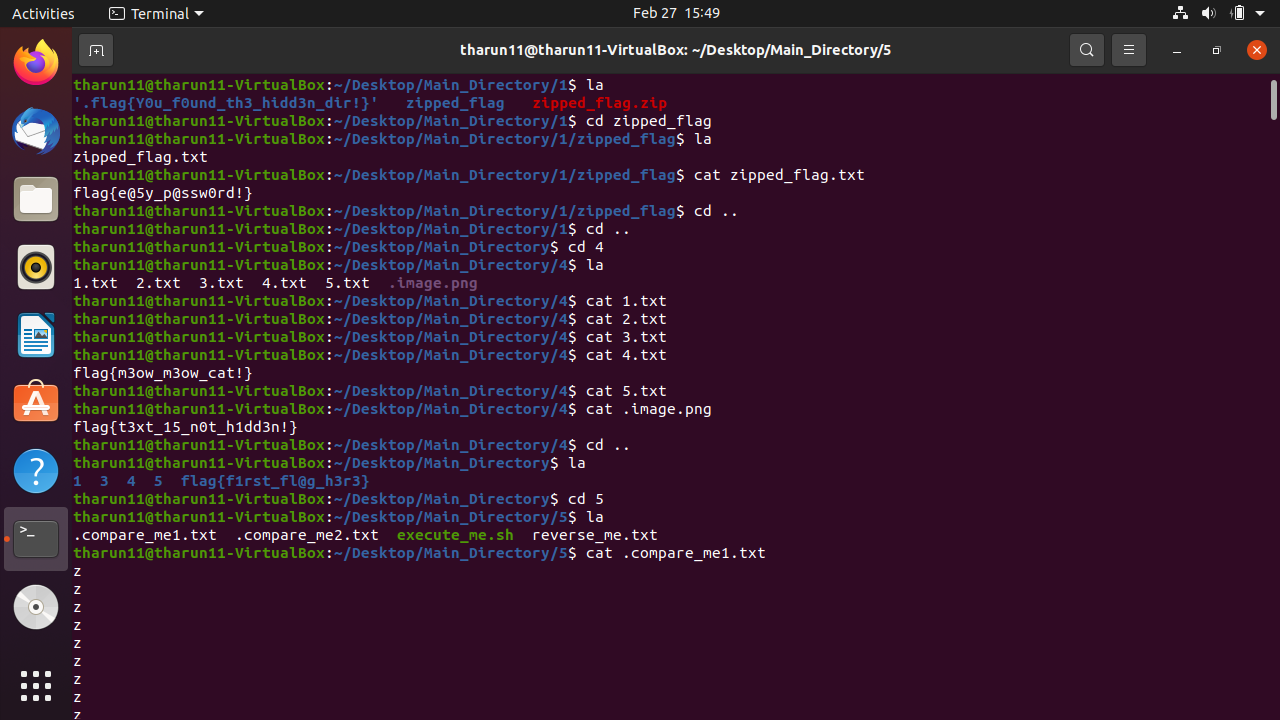 Activities Terminal Feb 27 15:49
tharun11@tharun11-VirtualBox: ~/Desktop/Main_Directory/5
tharun11@tharun11-VirtualBox:~/Desktop/Main_Directory/1$ la
'.flag{Y0u_f0und_th3_hidd3n_dir!}'   zipped_flag   zipped_flag.zip
tharun11@tharun11-VirtualBox:~/Desktop/Main_Directory/1$ cd zipped_flag
tharun11@tharun11-VirtualBox:~/Desktop/Main_Directory/1/zipped_flag$ la
zipped_flag.txt
tharun11@tharun11-VirtualBox:~/Desktop/Main_Directory/1/zipped_flag$ cat zipped_flag.txt
flag{e@5y_p@ssw0rd!}
tharun11@tharun11-VirtualBox:~/Desktop/Main_Directory/1/zipped_flag$ cd ..
tharun11@tharun11-VirtualBox:~/Desktop/Main_Directory/1$ cd ..
tharun11@tharun11-VirtualBox:~/Desktop/Main_Directory$ cd 4
tharun11@tharun11-VirtualBox:~/Desktop/Main_Directory/4$ la
1.txt  2.txt  3.txt  4.txt  5.txt  .image.png
tharun11@tharun11-VirtualBox:~/Desktop/Main_Directory/4$ cat 1.txt
tharun11@tharun11-VirtualBox:~/Desktop/Main_Directory/4$ cat 2.txt
tharun11@tharun11-VirtualBox:~/Desktop/Main_Directory/4$ cat 3.txt
tharun11@tharun11-VirtualBox:~/Desktop/Main_Directory/4$ cat 4.txt
flag{m3ow_m3ow_cat!}
tharun11@tharun11-VirtualBox:~/Desktop/Main_Directory/4$ cat 5.txt
tharun11@tharun11-VirtualBox:~/Desktop/Main_Directory/4$ cat .image.png
flag{t3xt_15_n0t_h1dd3n!}
tharun11@tharun11-VirtualBox:~/Desktop/Main_Directory/4$ cd ..
tharun11@tharun11-VirtualBox:~/Desktop/Main_Directory$ la
1  3  4  5  flag{f1rst_fl@g_h3r3}
tharun11@tharun11-VirtualBox:~/Desktop/Main_Directory$ cd 5
tharun11@tharun11-VirtualBox:~/Desktop/Main_Directory/5$ la
.compare_me1.txt  .compare_me2.txt  execute_me.sh  reverse_me.txt
tharun11@tharun11-VirtualBox:~/Desktop/Main_Directory/5$ cat .compare_me1.txt
z
z
z
z
z
z
z
z
z